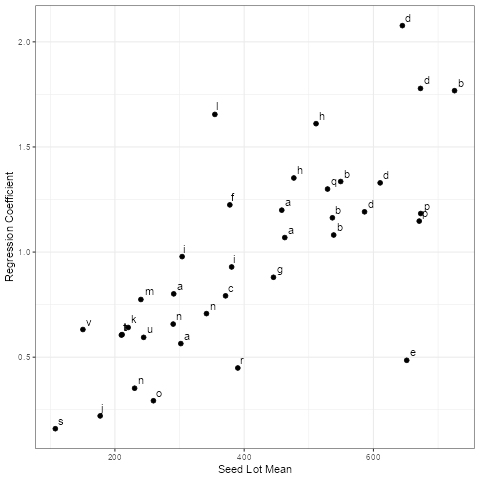 d
2.0
d
b
l
h
1.5
h
b
d
q
f
a
d
p
p
b
a
b
1.0
i
i
g
a
c
m
n
n
k
v
u
a
0.5
e
r
n
o
j
s
200
400
600
Seed Lot Mean
Regression Coefficient